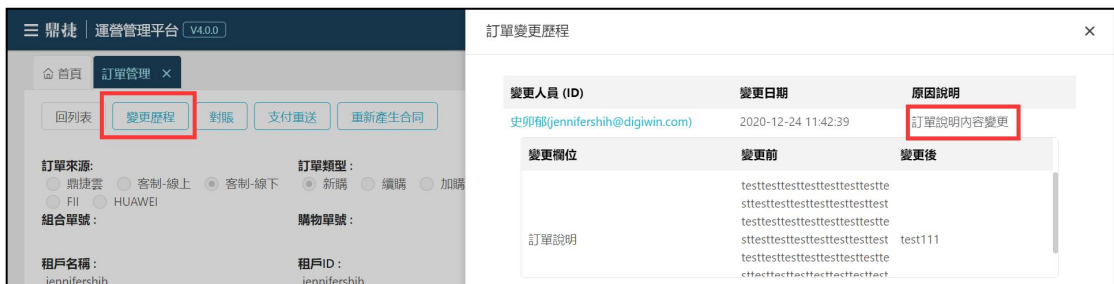 鼎捷 運營管理平台 V4.0.0
首頁 訂單管理 ×
回列表 變更歷程 對賬 支付重送 重新產生合同
訂單來源:
鼎捷雲 客制-線上 客制-線下
FII HUAWEI
訂單類型 :
新購 續購 加購
組合單號 : 購物單號 :
租戶名稱 : 租戶ID :
jennifershih jennifershih
訂單變更歷程 ×
變更人員 (ID) 變更日期 原因說明
史卯郁(jennifershih@digiwin.com) 2020-12-24 11:42:39 訂單說明內容變更
變更欄位 變更前 變更後
訂單說明
testtesttesttesttesttesttestte
sttesttesttesttesttesttesttest
testtesttesttesttesttesttestte
sttesttesttesttesttesttesttest test111
testtesttesttesttesttesttestte
sttesttesttesttesttesttesttest